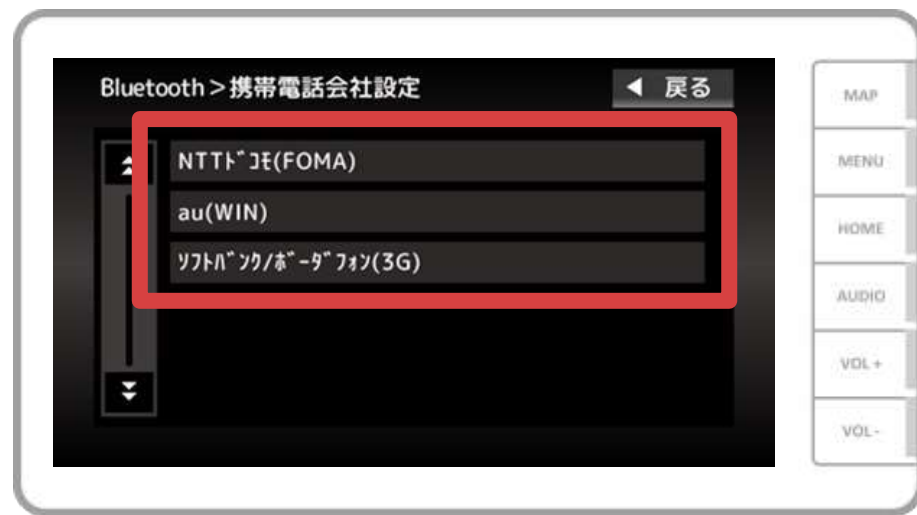 Bluetooth＞携帯電話会社設定
◀ 戻る
NTTﾄﾞｺﾓ(FOMA)
au(WIN)
ｿﾌﾄﾊﾞﾝｸ/ﾎﾞｰﾀﾞﾌｫﾝ(3G)
MAP
MENU
HOME
AUDIO
VOL+
VOL-